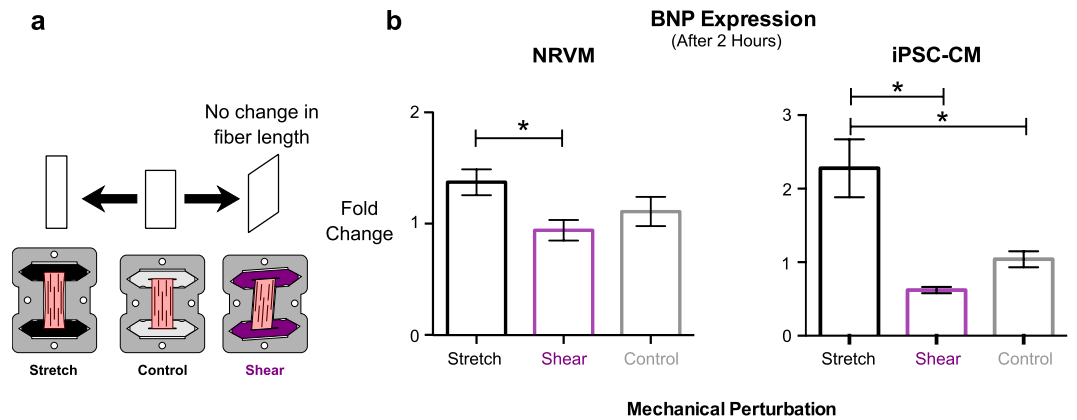 a
No change in
fiber length
Stretch
Control
Shear
b
BNP Expression
(After 2 Hours)
NRVM
Fold
Change
2
1
0
*
Stretch
Shear
Control
iPSC-CM
3
2
1
0
*
*
Stretch
Shear
Control
Mechanical Perturbation